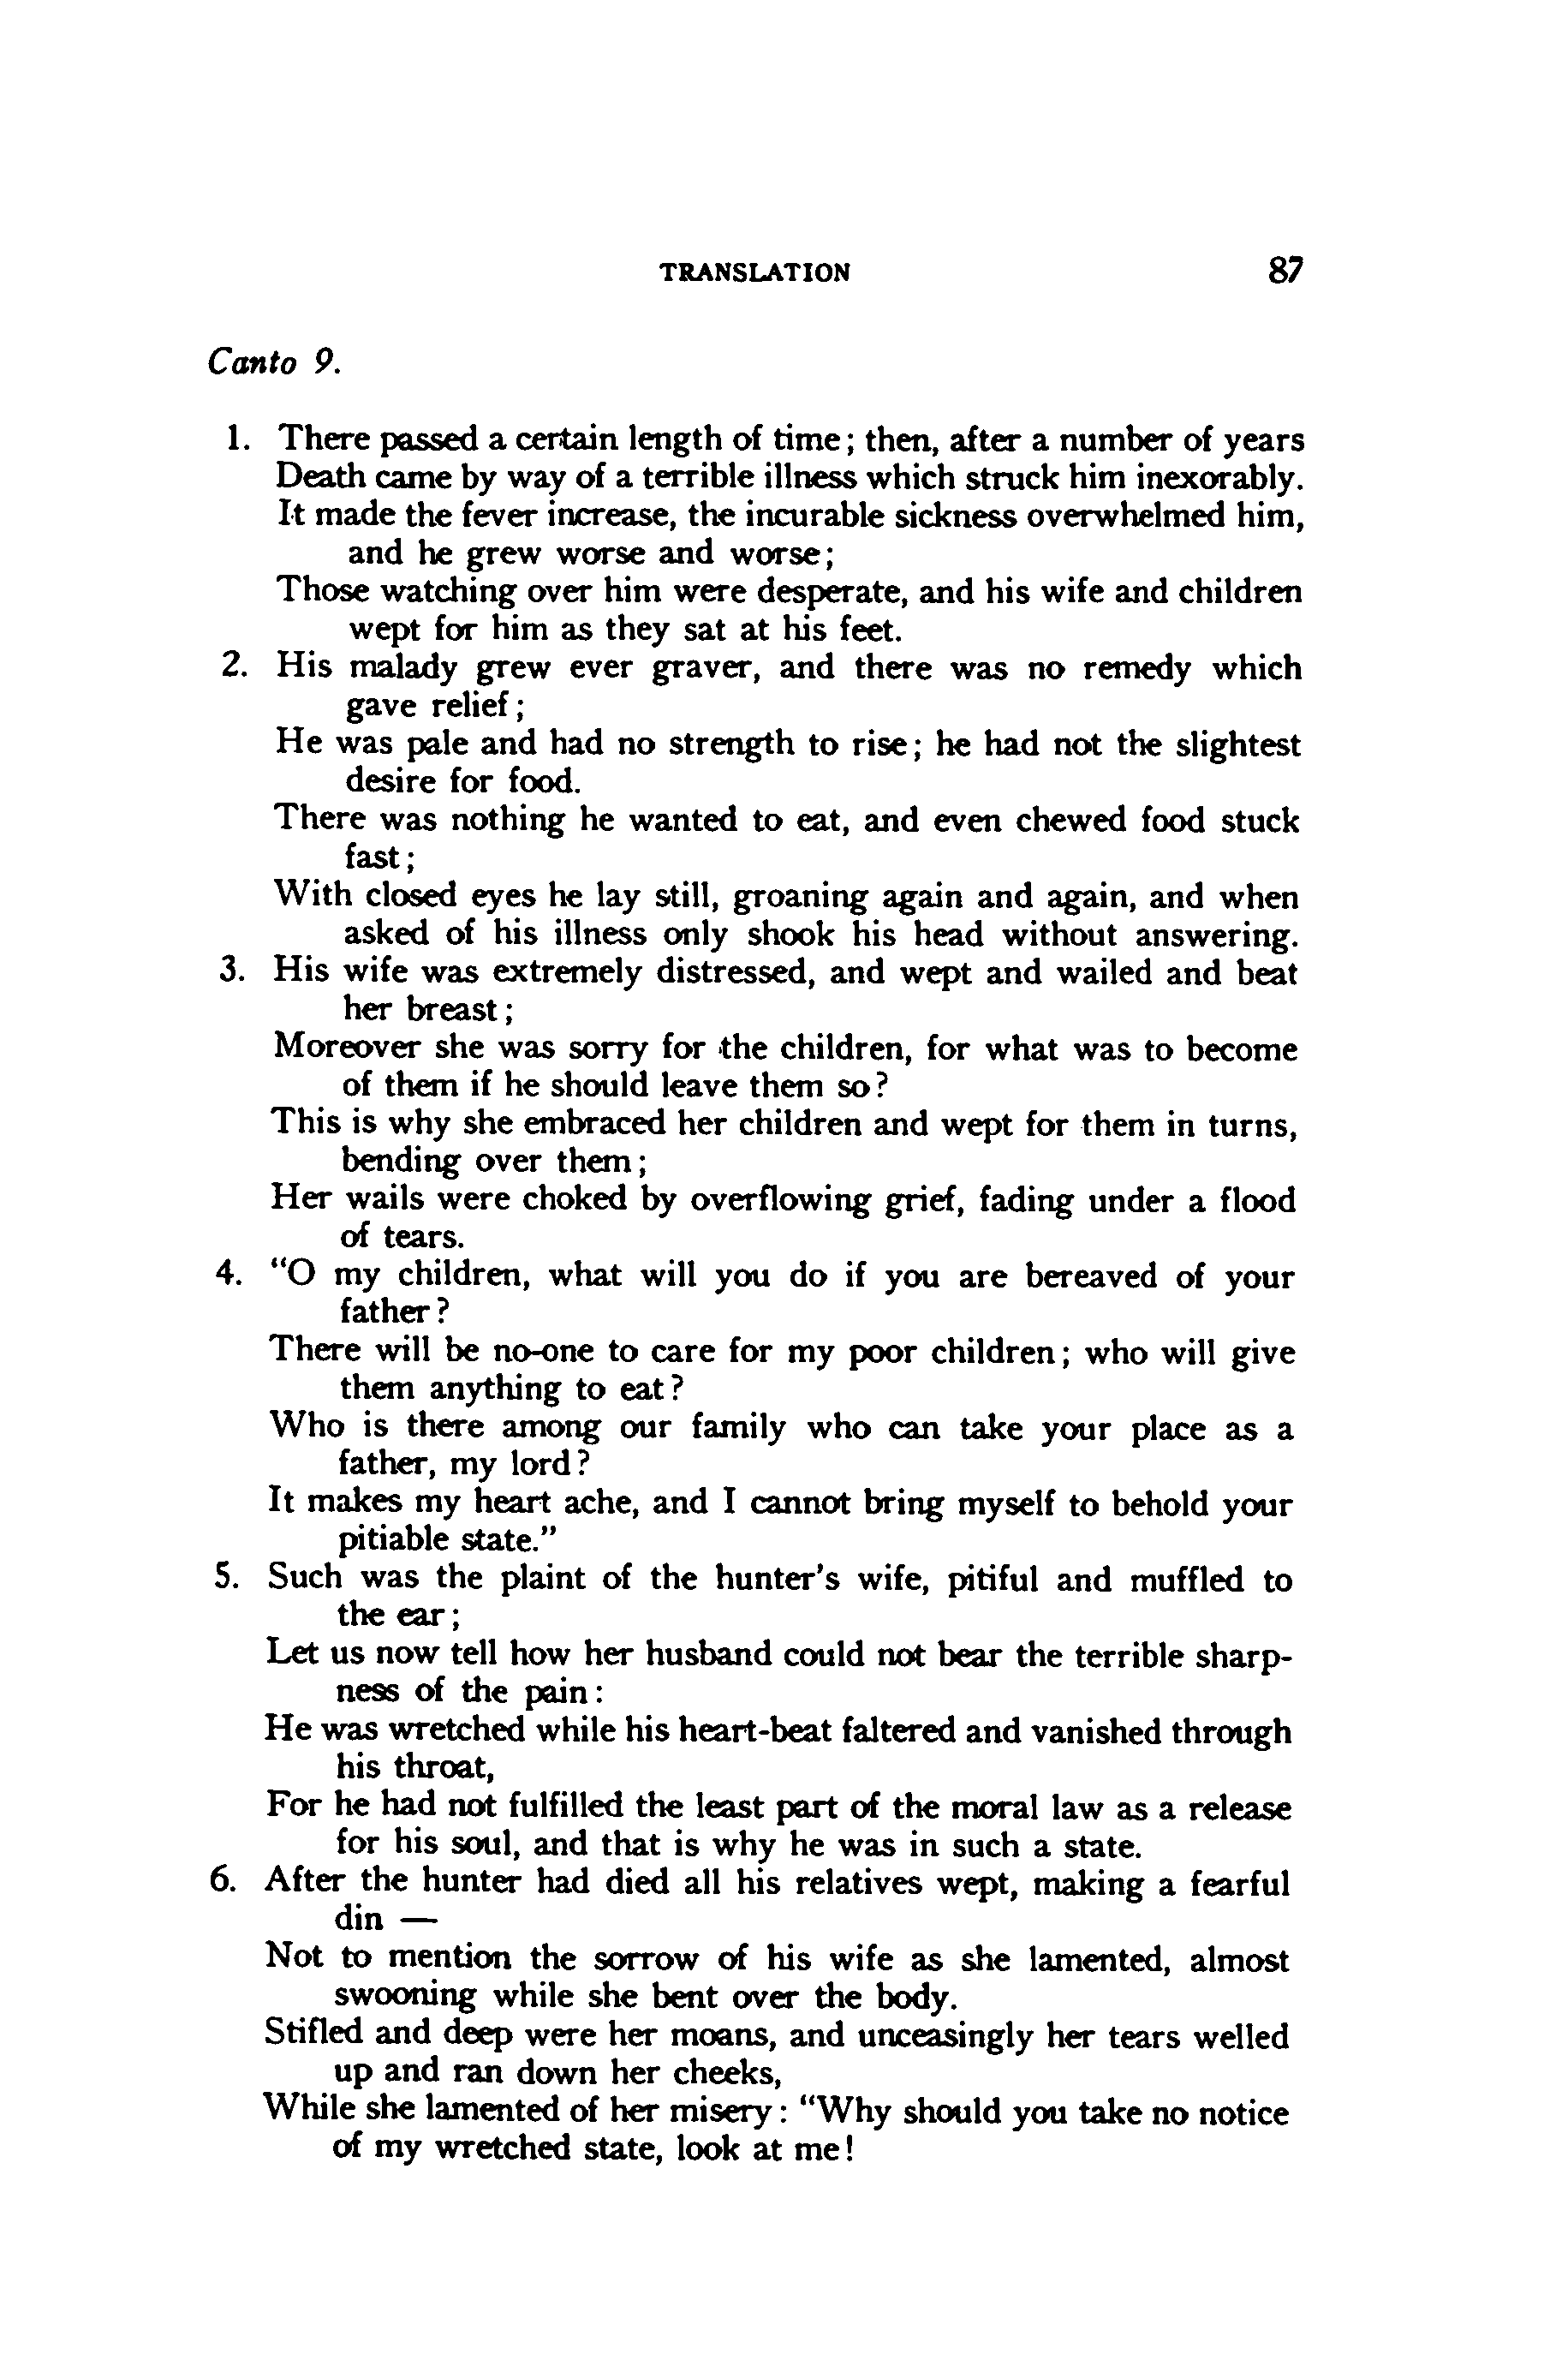 TRANSLATION 87
Canto 9.
1. There passed a certain length of time; then, after a number of years
Death came by way of a terrible illness which struck him inexorably.
It made the fever increase, the incurable sickness overwhelmed him,
and he grew worse and worse;
Those watching over him were desperate, and his wife and children
wept for him as they sat at his feet.
2. His malady grew ever graver, and there was no remedy which
gave relief;
He was pale and had no strength to rise; he had not the slightest
desire for food.
There was nothing he wanted to eat, and even chewed food stuck
fast;
With closed eyes he lay still, groaning again and again, and when
asked of his illness only shook his head without answering.
3. His wife was extremely distressed, and wept and wailed and beat
her breast;
Moreover she was sorry for the children, for what was to become
of them if he should leave them so?
This is why she embraced her children and wept for them in turns,
bending over them;
Her wails were choked by overflowing grief, fading under a flood
of tears.
4. "O my children, what will you do if you are bereaved of your
father?
There will be no-one to care for my poor children; who will give
them anything to eat?
Who is there among our family who can take your place as a
father, my lord?
It makes my heart ache, and I cannot bring myself to behold your
pitiable state."
5. Such was the plaint of the hunter's wife, pitiful and muffled to
the ear;
Let us now tell how her husband could not bear the terrible sharp-
ness of the pain:
He was wretched while his heart-beat faltered and vanished through
his throat,
For he had not fulfilled the least part of the moral law as a release
for his soul, and that is why he was in such a state.
6. After the hunter had died all his relatives wept, making a fearful
din —
Not to mention the sorrow of his wife as she lamented, almost
swooning while she bent over the body.
Stifled and deep were her moans, and unceasingly her tears welled
up and ran down her cheeks,
While she lamented of her misery: "Why should you take no notice
of my wretched state, look at me!